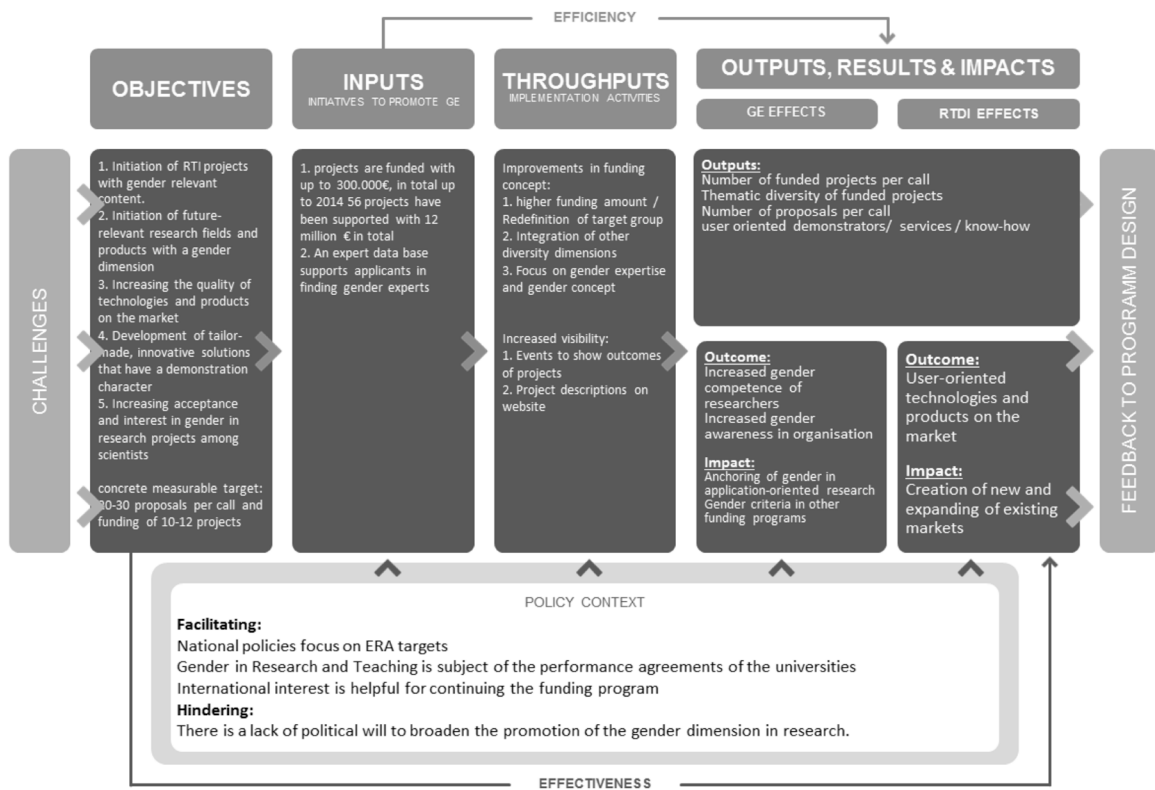 EFFICIENCY
OBJECTIVES
INPUTS
INITIATIVES TO PROMOTE GE
THROUGHPUTS
IMPLEMENTATION ACTIVITIES
OUTPUTS, RESULTS & IMPACTS
GE EFFECTS
RTDI EFFECTS
CHALLENGES
1. Initiation of RTI projects
with gender relevant
content.
2. Initiation of future-
relevant research fields and
products with a gender
dimension
3. Increasing the quality of
technologies and products
on the market
4. Development of tailor-
made, innovative solutions
that have a demonstration
character
5. Increasing acceptance
and interest in gender in
research projects among
scientists
concrete measurable target:
20-30 proposals per call and
funding of 10-12 projects
1. projects are funded with
up to 300.000€, in total up
to 2014 56 projects have
been supported with 12
million € in total
2. An expert data base
supports applicants in
finding gender experts
Improvements in funding
concept:
1. higher funding amount /
Redefinition of target group
2. Integration of other
diversity dimensions
3. Focus on gender expertise
and gender concept
Increased visibility:
1. Events to show outcomes
of projects
2. Project descriptions on
website
Outputs:
Number of funded projects per call
Thematic diversity of funded projects
Number of proposals per call
user oriented demonstrators/ services / know-how
Outcome:
Increased gender
competence of
researchers
Increased gender
awareness in organisation
Impact:
Anchoring of gender in
application-oriented research
Gender criteria in other
funding programs
Outcome:
User-oriented
technologies and
products on the
market
Impact:
Creation of new and
expanding of existing
markets
FEEDBACK TO PROGRAMM DESIGN
POLICY CONTEXT
Facilitating:
National policies focus on ERA targets
Gender in Research and Teaching is subject of the performance agreements of the universities
International interest is helpful for continuing the funding program
Hindering:
There is a lack of political will to broaden the promotion of the gender dimension in research.
EFFECTIVENESS